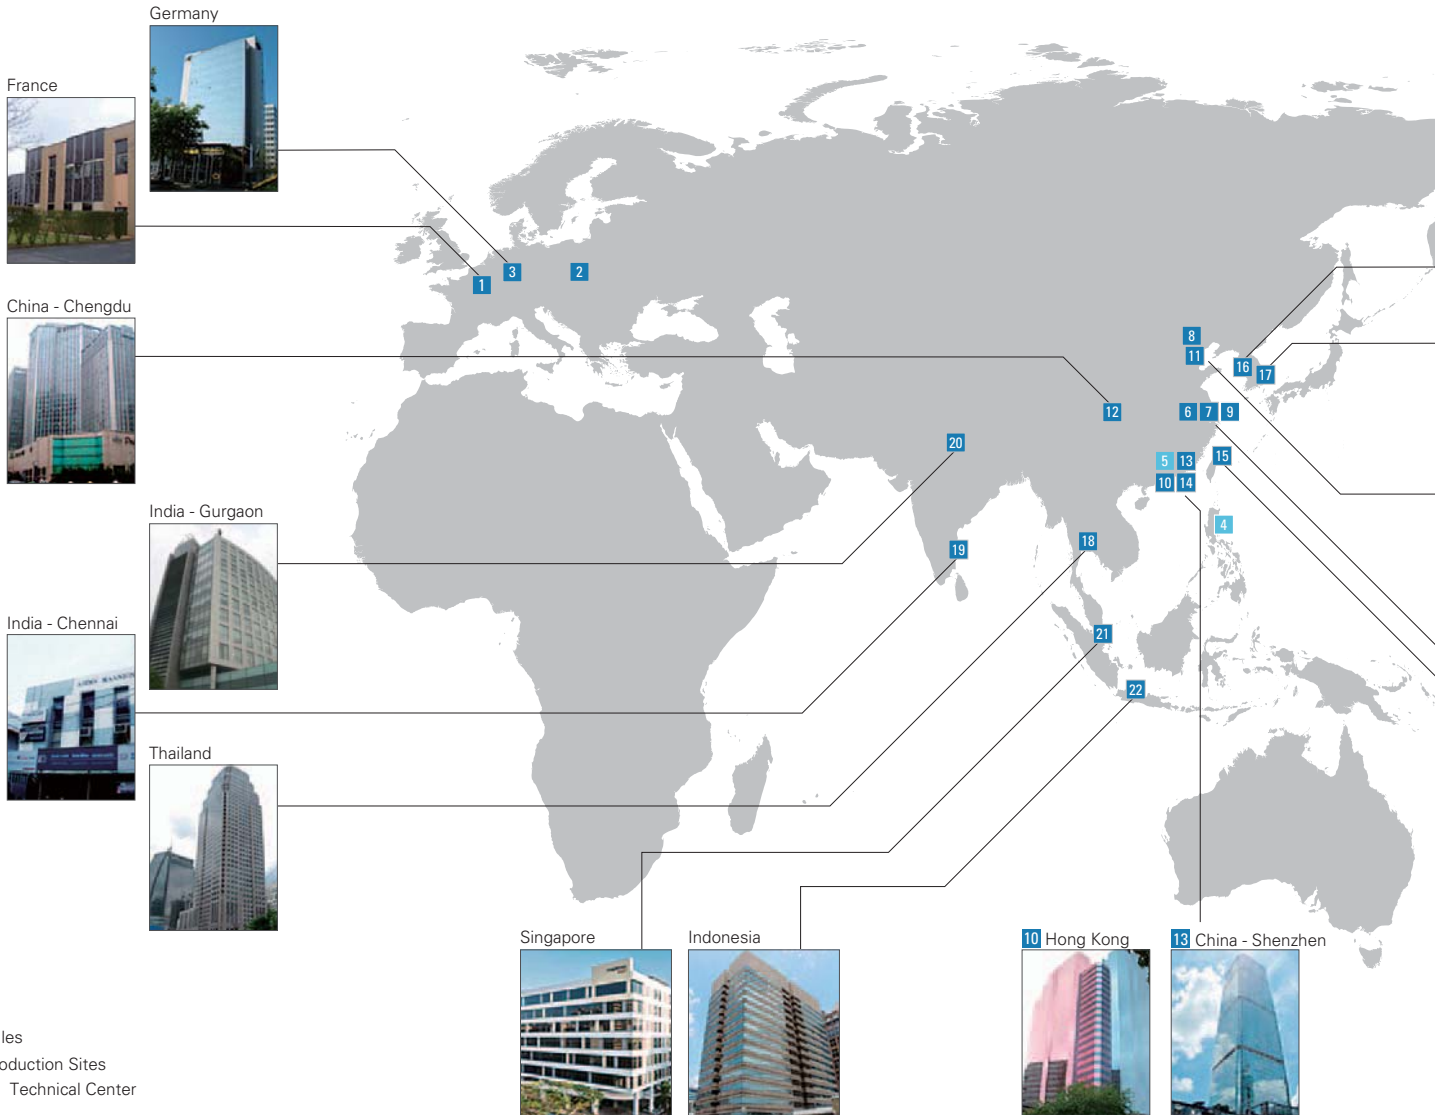 Germany
France
3
2
1
China - Chengdu
8
11
16
17
12
6 7 9
20
5 13
15
10 14
India - Gurgaon
4
18
19
India - Chennai
21
22
Thailand
Singapore
Indonesia
10 Hong Kong
13 China - Shenzhen
les
oduction Sites
Technical Center